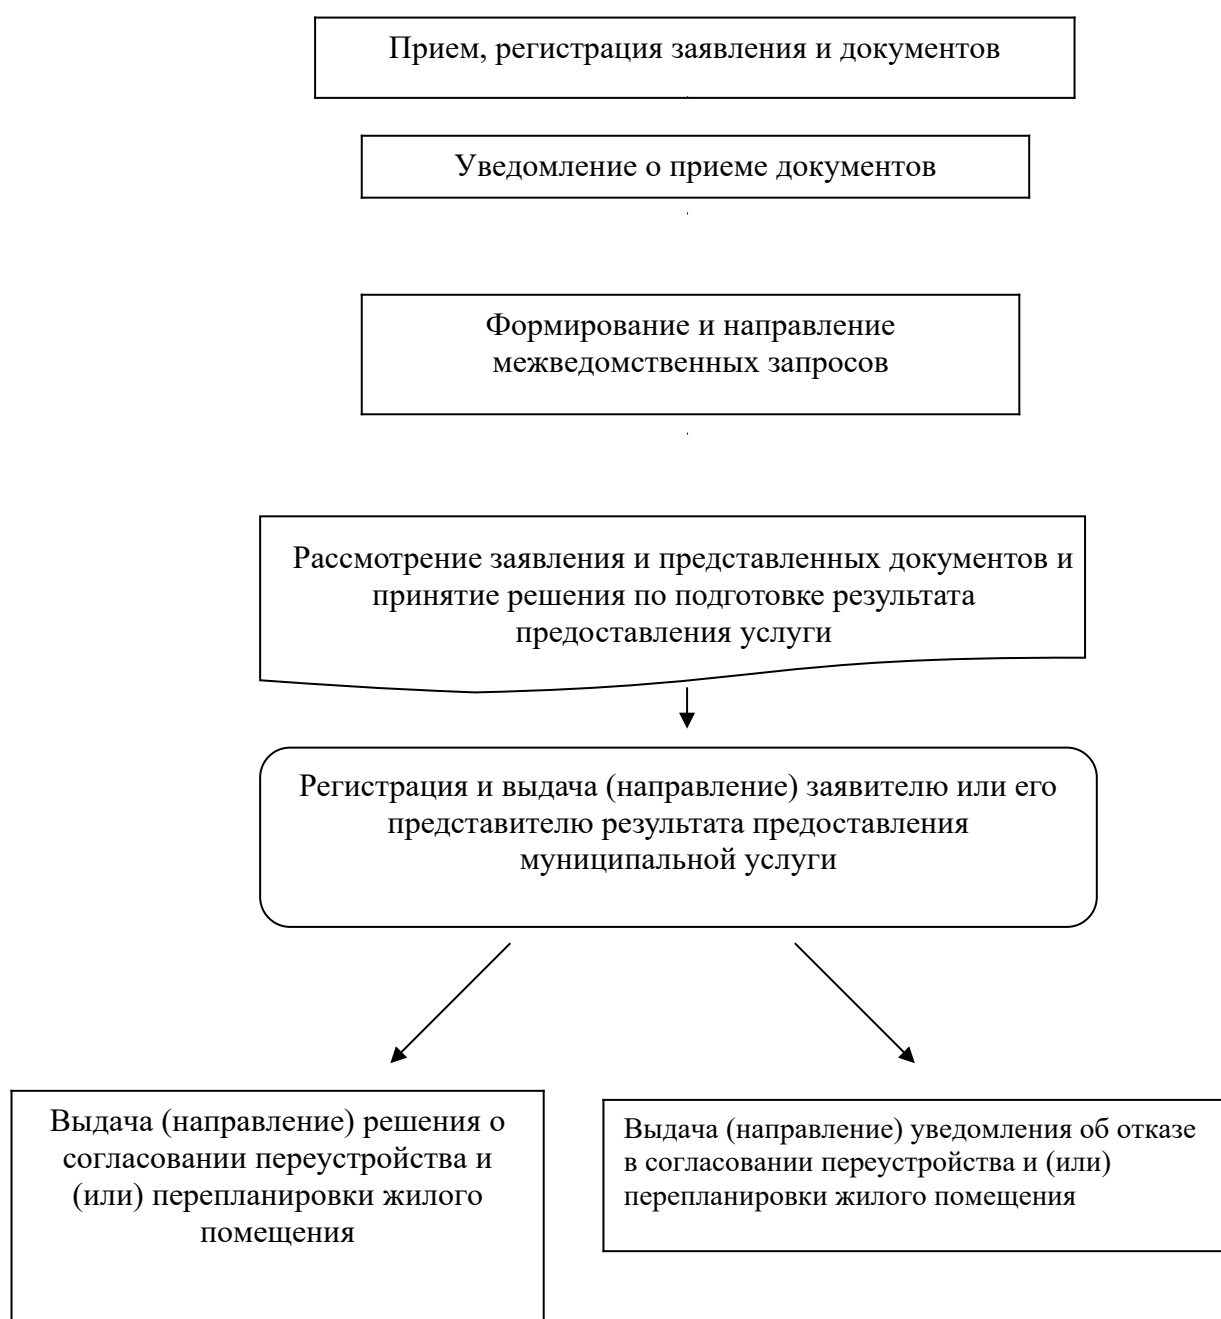 Прием, регистрация заявления и документов
Уведомление о приеме документов
Формирование и направление
межведомственных запросов
Рассмотрение заявления и представленных документов и
принятие решения по подготовке результата
предоставления услуги
Регистрация и выдача (направление) заявителю или его
представителю результата предоставления
муниципальной услуги
Выдача (направление) решения о
согласовании переустройства и
(или) перепланировки жилого
помещения
Выдача (направление) уведомления об отказе
в согласовании переустройства и (или)
перепланировки жилого помещения